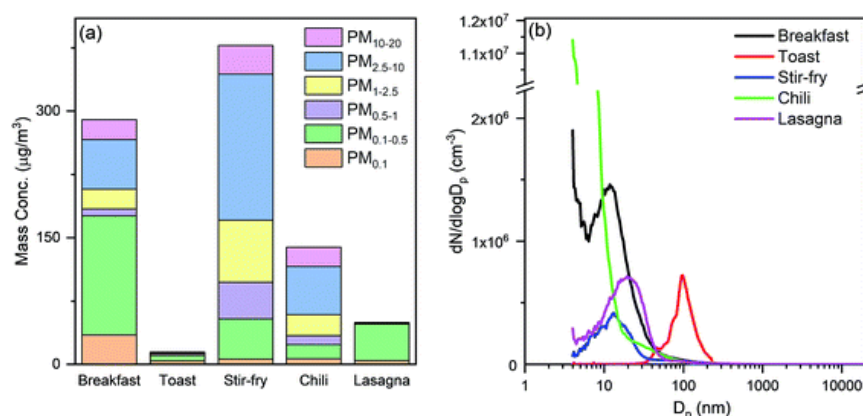 (a)
PM10-20
PM2.5-10
PM1-2.5
PM0.5-1
PM0.1-0.5
PM0.1
Mass Conc. (µg/m³)
300
150
0
Breakfast Toast Stir-fry Chili Lasagna
(b)
Breakfast
Toast
Stir-fry
Chili
Lasagna
dN/dlogDp (cm-3)
1.2x10⁷
1.1x10⁷
2x10⁶
1x10⁶
0
1 10 100 1000 10000
Dp (nm)